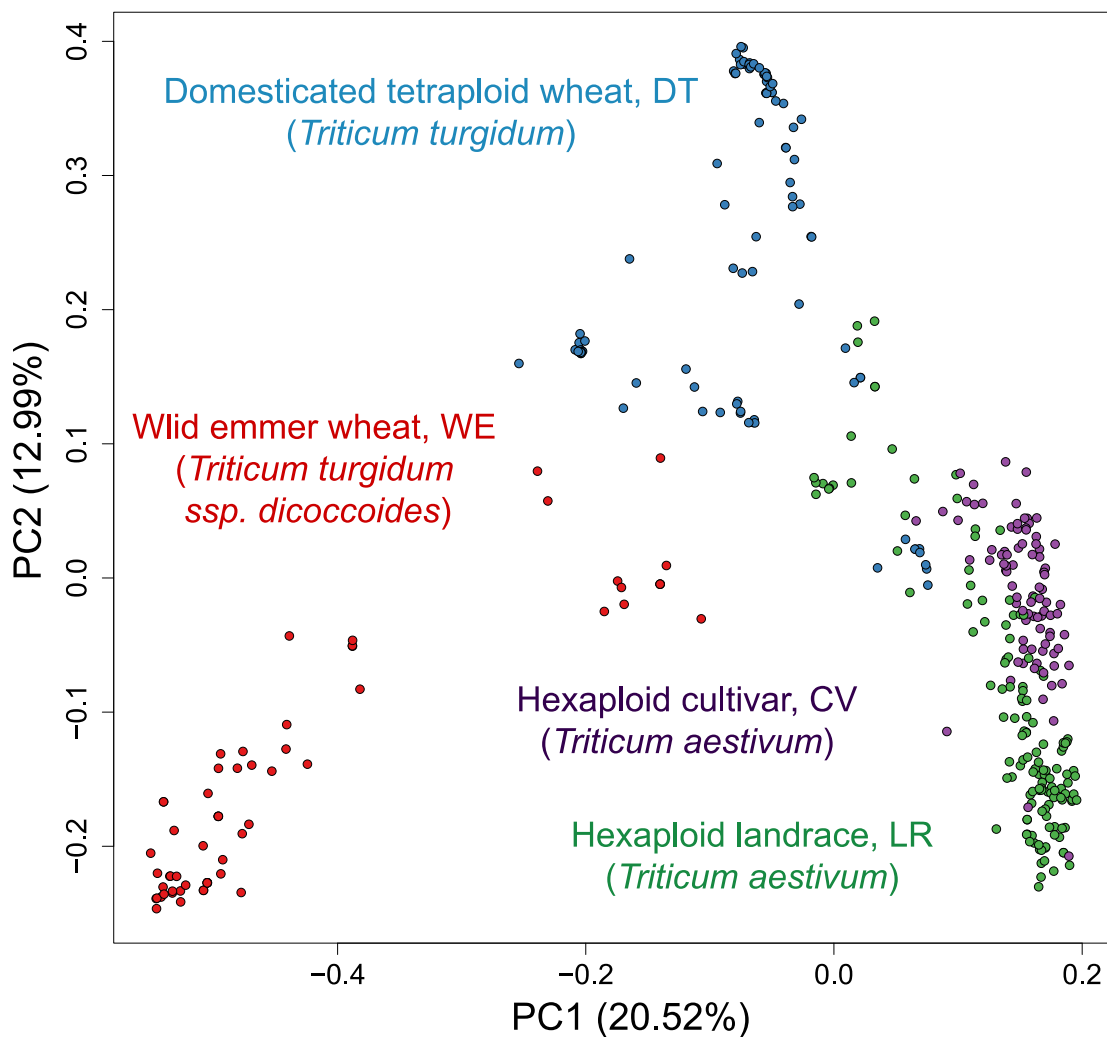 Domesticated tetraploid wheat, DT
(Triticum turgidum)
Wlid emmer wheat, WE
(Triticum turgidum
ssp. dicoccoides)
Hexaploid cultivar, CV
(Triticum aestivum)
Hexaploid landrace, LR
(Triticum aestivum)
PC2 (12.99%)
0.4
0.3
0.2
0.1
0.0
−0.1
−0.2
−0.4
−0.2
0.0
0.2
PC1 (20.52%)